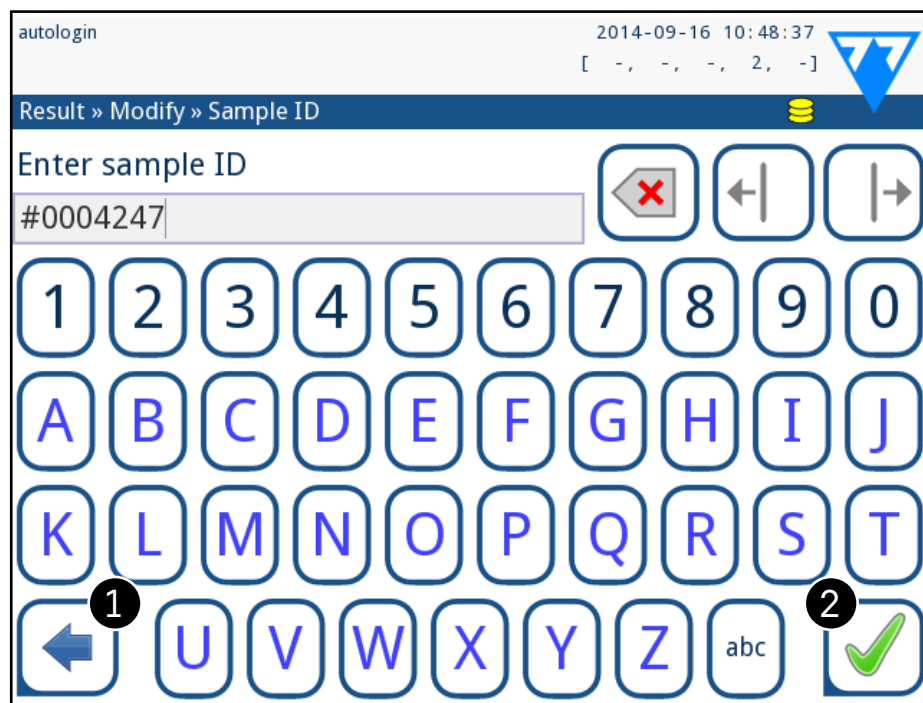 autologin
2014-09-16 10:48:37
[ -, -, -, 2, -]
Result » Modify » Sample ID
Enter sample ID
#0004247
1 2 3 4 5 6 7 8 9 0
A B C D E F G H I J
K L M N O P Q R S T
1 U V W X Y Z abc 2